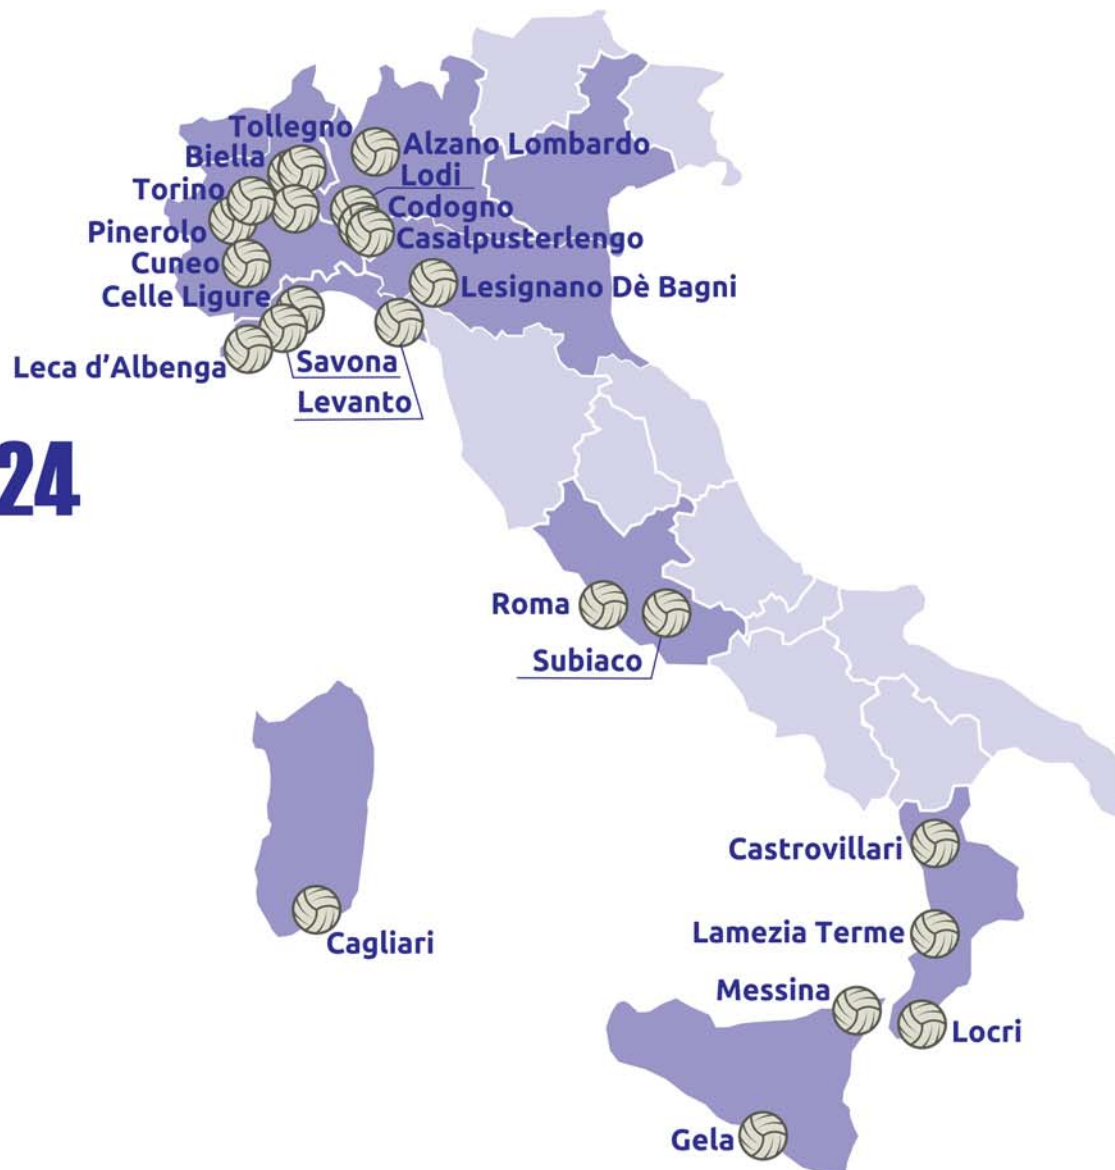 Tollegno
Alzano Lombardo
Biella
Lodi
Torino
Codogno
Pinerolo
Casalpusterlengo
Cuneo
Lesignano Dè Bagni
Celle Ligure
Savona
Leca d’Albenga
Levanto
24
Roma
Subiaco
Castrovillari
Cagliari
Lamezia Terme
Messina
Locri
Gela